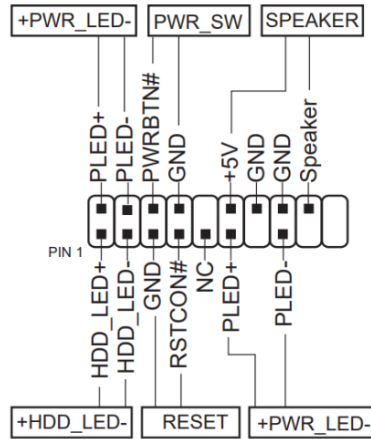 +PWR_LED- PWR_SW SPEAKER
PLED+ PLED- PWRBTN# GND +5V GND GND Speaker
PIN 1
HDD_LED+ HDD_LED- GND RSTCON# NC PLED+ PLED-
+HDD_LED- RESET +PWR_LED-